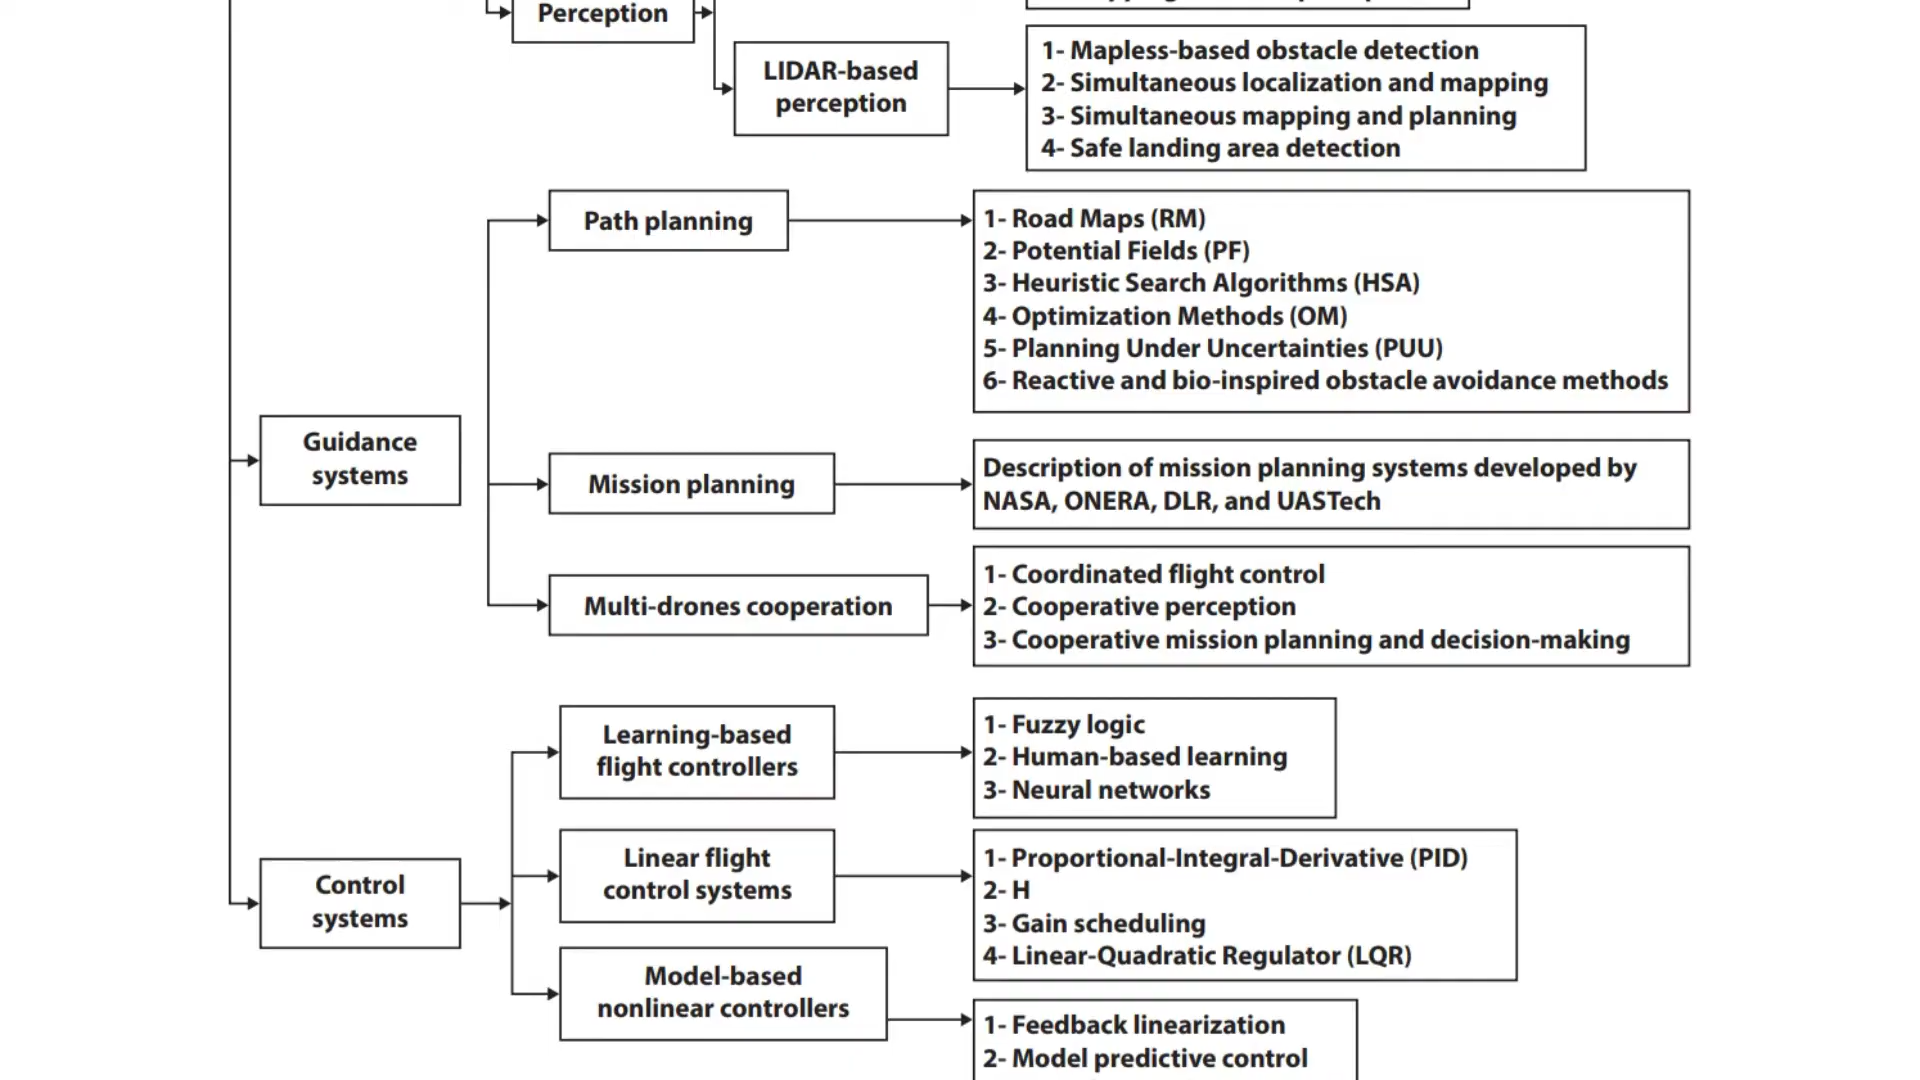 Perception
LIDAR-based
perception
1- Mapless-based obstacle detection
2- Simultaneous localization and mapping
3- Simultaneous mapping and planning
4- Safe landing area detection
Path planning
1- Road Maps (RM)
2- Potential Fields (PF)
3- Heuristic Search Algorithms (HSA)
4- Optimization Methods (OM)
5- Planning Under Uncertainties (PUU)
6- Reactive and bio-inspired obstacle avoidance methods
Guidance
systems
Mission planning
Description of mission planning systems developed by
NASA, ONERA, DLR, and UASTech
Multi-drones cooperation
1- Coordinated flight control
2- Cooperative perception
3- Cooperative mission planning and decision-making
Learning-based
flight controllers
1- Fuzzy logic
2- Human-based learning
3- Neural networks
Control
systems
Linear flight
control systems
1- Proportional-Integral-Derivative (PID)
2- H
3- Gain scheduling
4- Linear-Quadratic Regulator (LQR)
Model-based
nonlinear controllers
1- Feedback linearization
2- Model predictive control